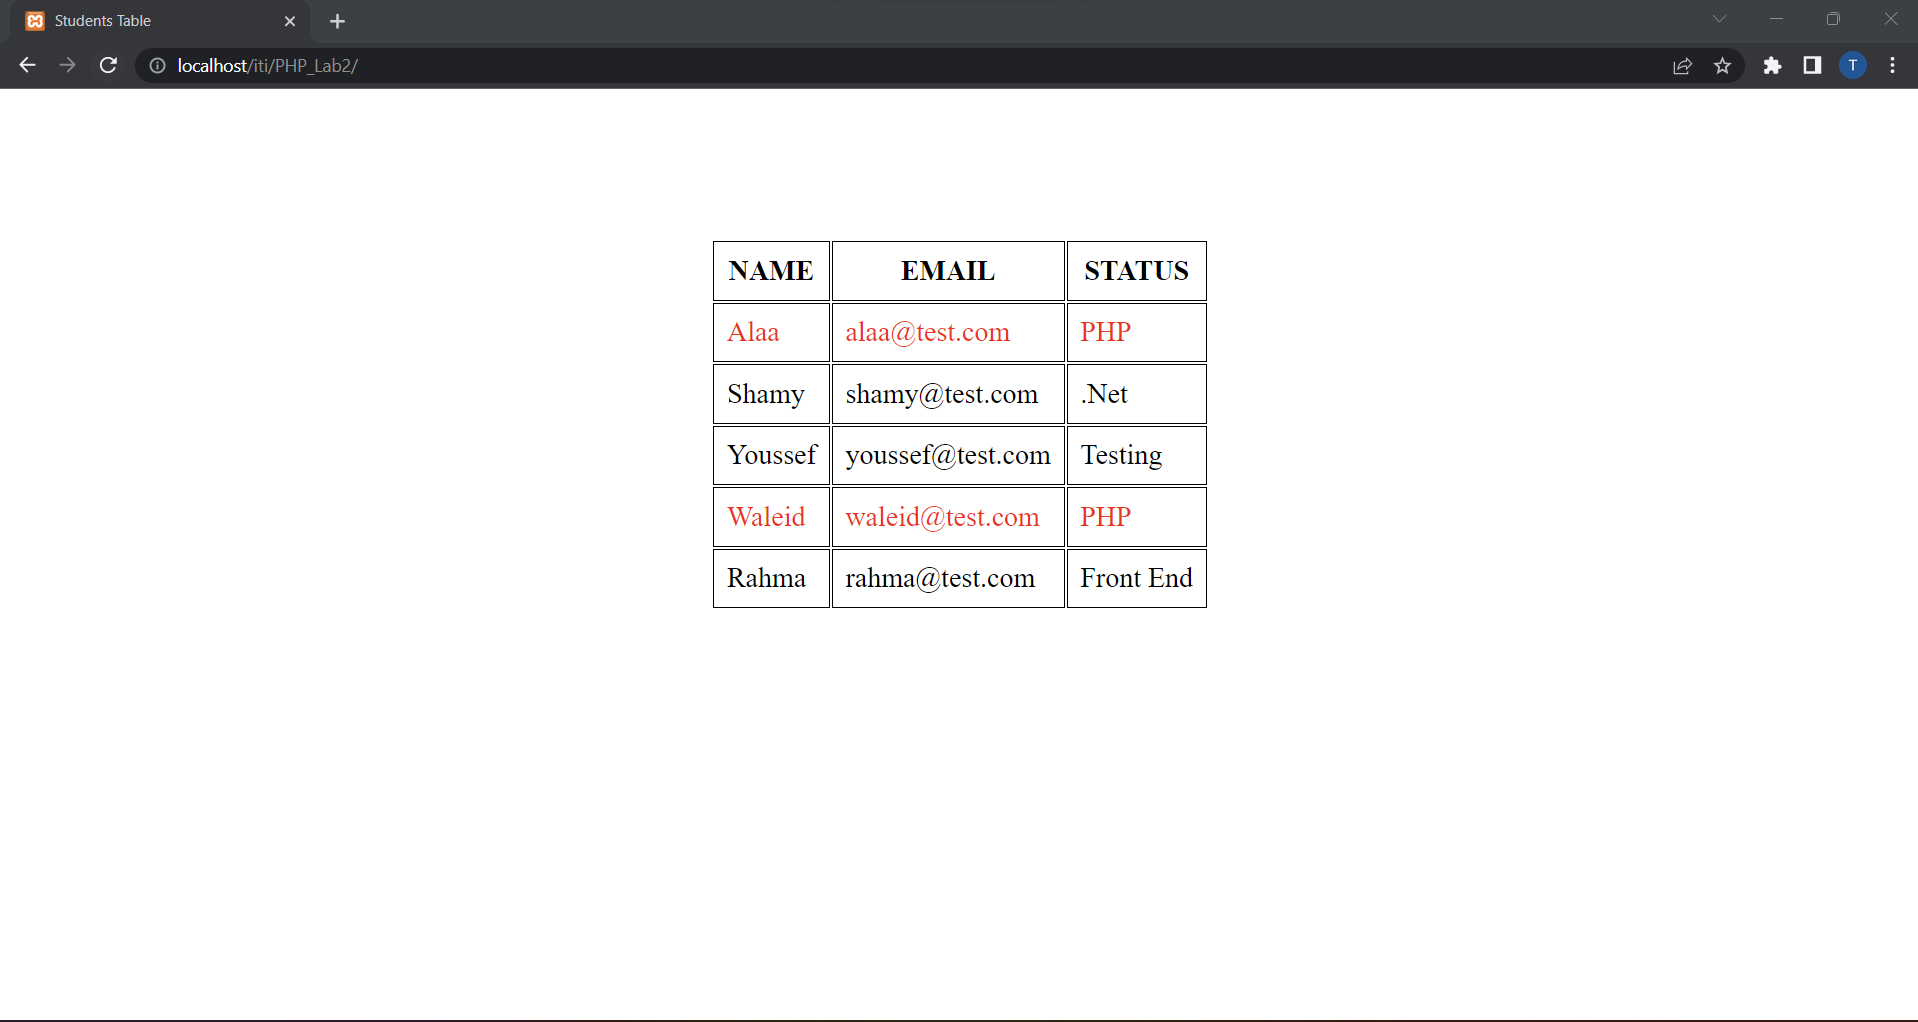 Students Table
localhost/iti/PHP_Lab2/
T
NAME EMAIL STATUS
Alaa alaa@test.com PHP
Shamy shamy@test.com .Net
Youssef youssef@test.com Testing
Waleid waleid@test.com PHP
Rahma rahma@test.com Front End